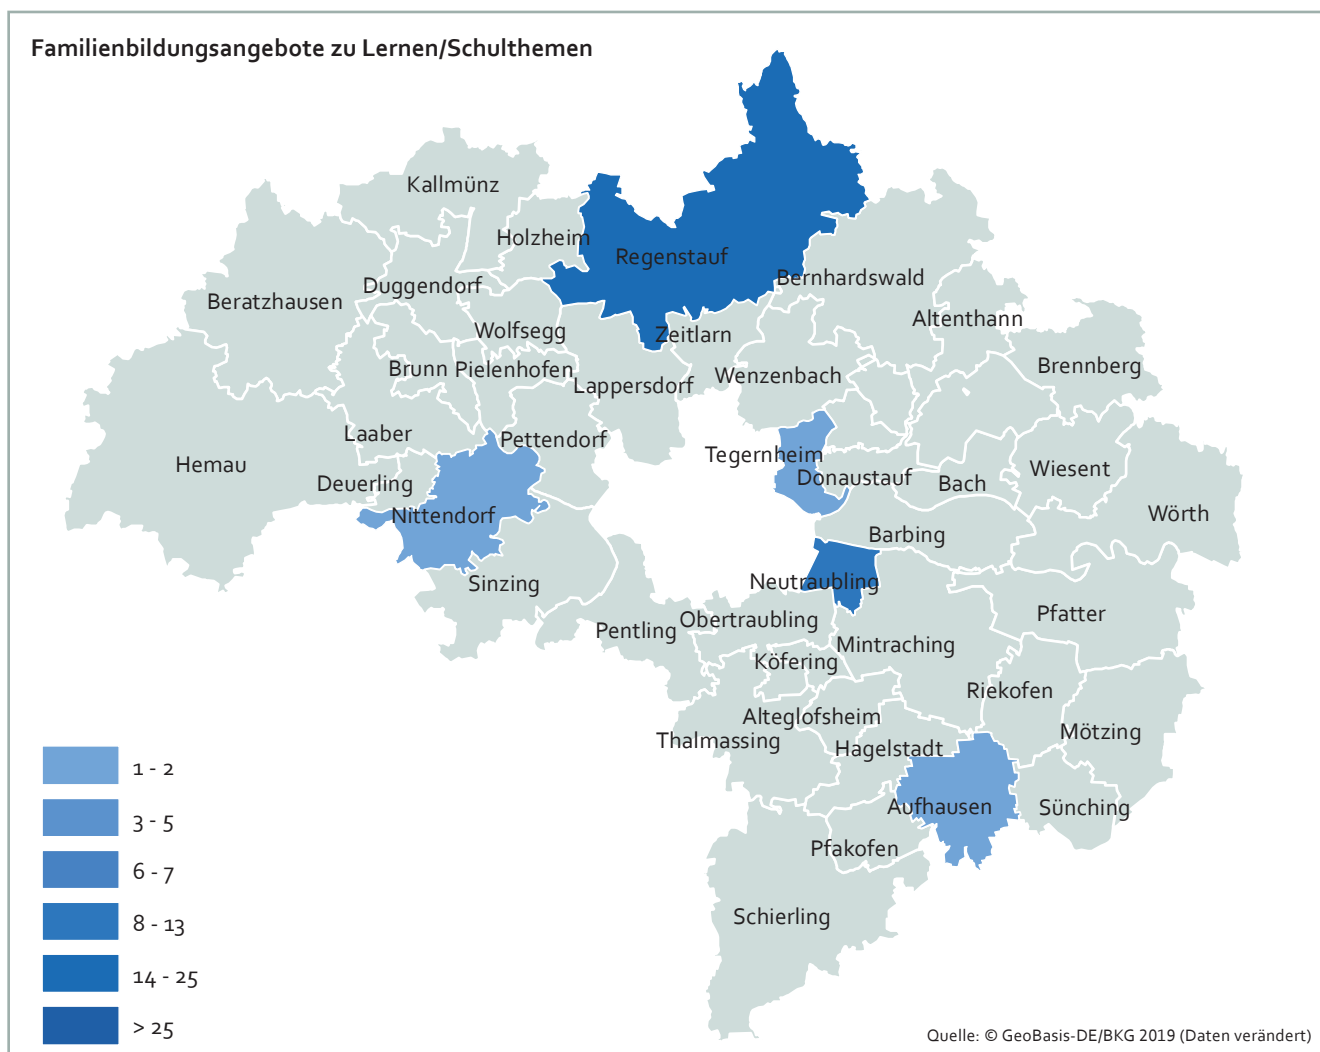 Familienbildungsangebote zu Lernen/Schulthemen
Kallmünz
Holzheim
Regenstauf
Bernhardswald
Duggendorf
Beratzhausen
Altenthann
Wolfsegg
Zeitlarn
Brunn
Pielenhofen
Brennberg
Wenzenbach
Lappersdorf
Laaber
Pettendorf
Tegernheim
Hemau
Wiesent
Deuerling
Donaustauf
Bach
Nittendorf
Wörth
Barbing
Sinzing
Neutraubling
Pfatter
Obertraubling
Pentling
Mintraching
Köfering
Riekofen
Alteglofsheim
Mötzing
Thalmassing
Hagelstadt
Aufhausen
Sünching
Pfakofen
Schierling
1 - 2
3 - 5
6 - 7
8 - 13
14 - 25
> 25
Quelle: © GeoBasis-DE/BKG 2019 (Daten verändert)